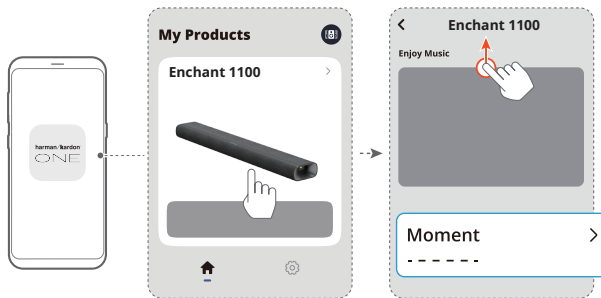 harman/kardon
ONE
My Products
Enchant 1100
Enchant 1100
Enjoy Music
Moment